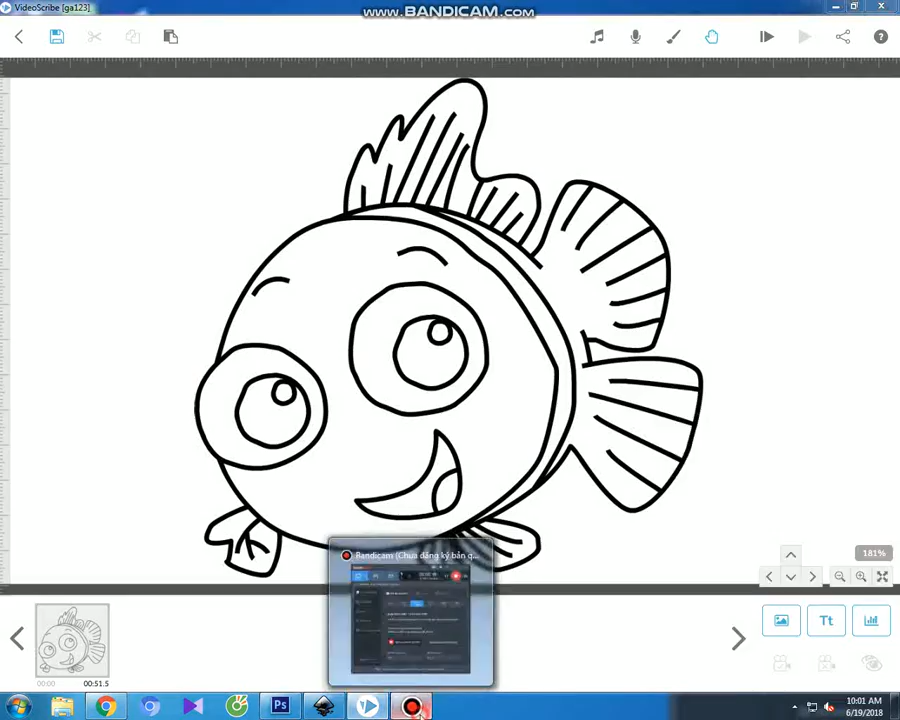 VideoScribe [ga123]
WWW.BANDICAM.COM
181%
00:00
00:51.5
Tt
Bandicam (Chưa đăng ký bản q...
Ps
10:01 AM
6/19/2018